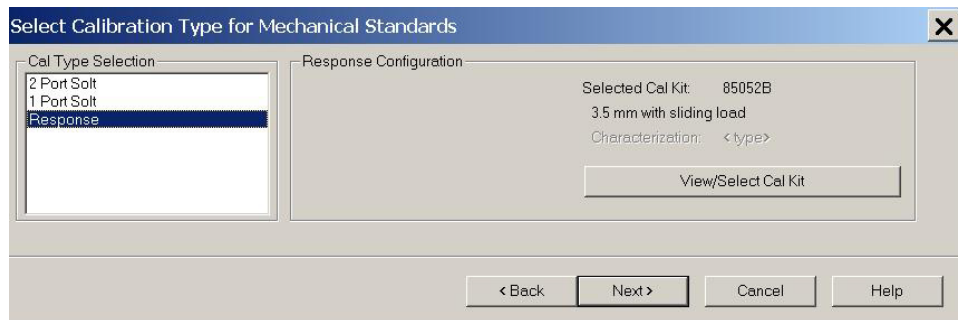 Select Calibration Type for Mechanical Standards
Cal Type Selection
2 Port Solt
1 Port Solt
Response
Response Configuration
Selected Cal Kit: 85052B
3.5 mm with sliding load
Characterization: <type>
View/Select Cal Kit
< Back
Next >
Cancel
Help